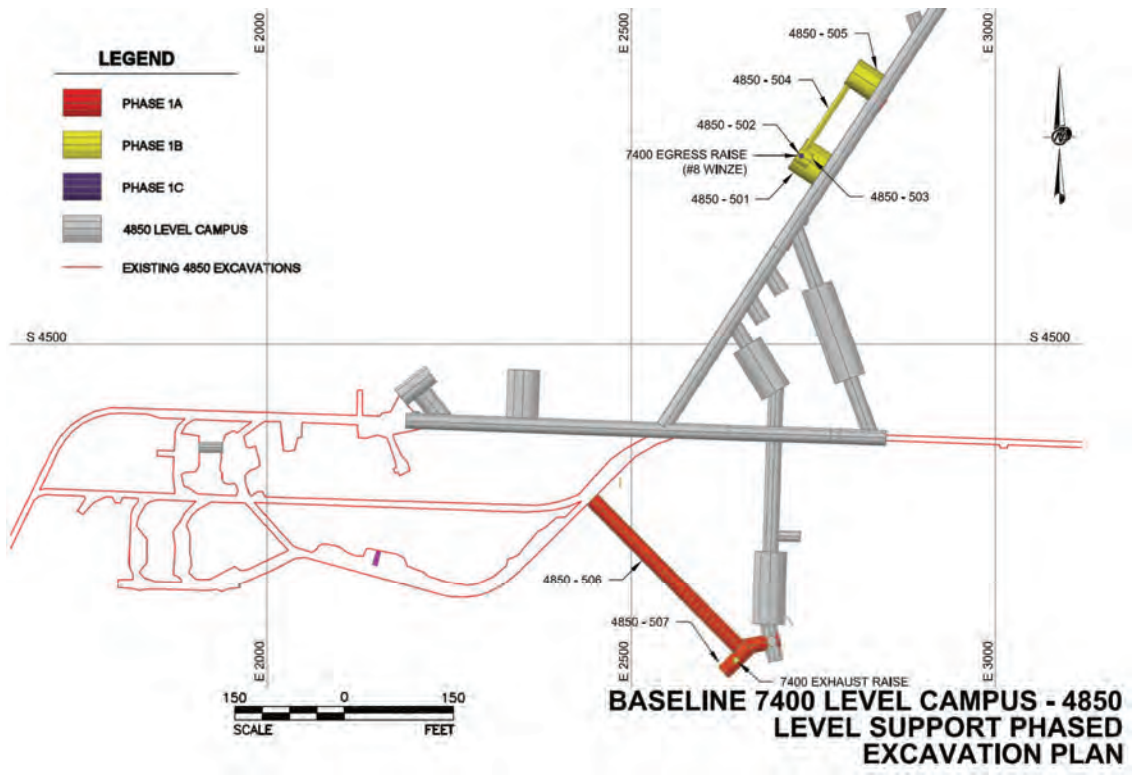 E 2000
E 2500
E 3000
LEGEND
PHASE 1A
PHASE 1B
PHASE 1C
4850 LEVEL CAMPUS
EXISTING 4850 EXCAVATIONS
4850 - 505
4850 - 504
4850 - 502
7400 EGRESS RAISE
(#8 WINZE)
4850 - 501
4850 - 503
S 4500
S 4500
4850 - 506
4850 - 507
7400 EXHAUST RAISE
E 2000
E 2500
E 3000
150 0 150
SCALE FEET
BASELINE 7400 LEVEL CAMPUS - 4850
LEVEL SUPPORT PHASED
EXCAVATION PLAN